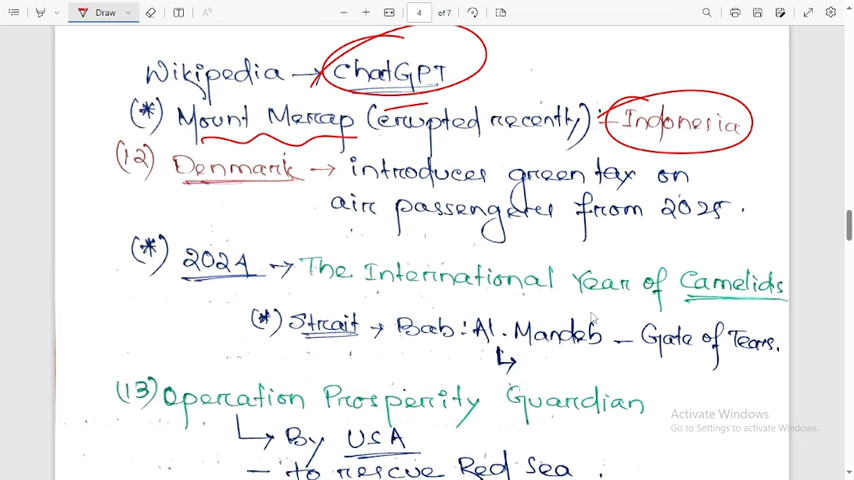 Draw
4 of 7
Wikipedia → ChatGPT
(*) Mount Merap (erupted recently) :- Indonesia
(12) Denmark → introduces green tax on
air passengers from 2025.
(*) 2024 → The International Year of Camelids
(*) Strait → Bab: Al. Mandeb – Gate of Tears.
(13) Operation Prosperity Guardian
↳ By USA
– to rescue Red Sea.
Activate Windows
Go to Settings to activate Windows.